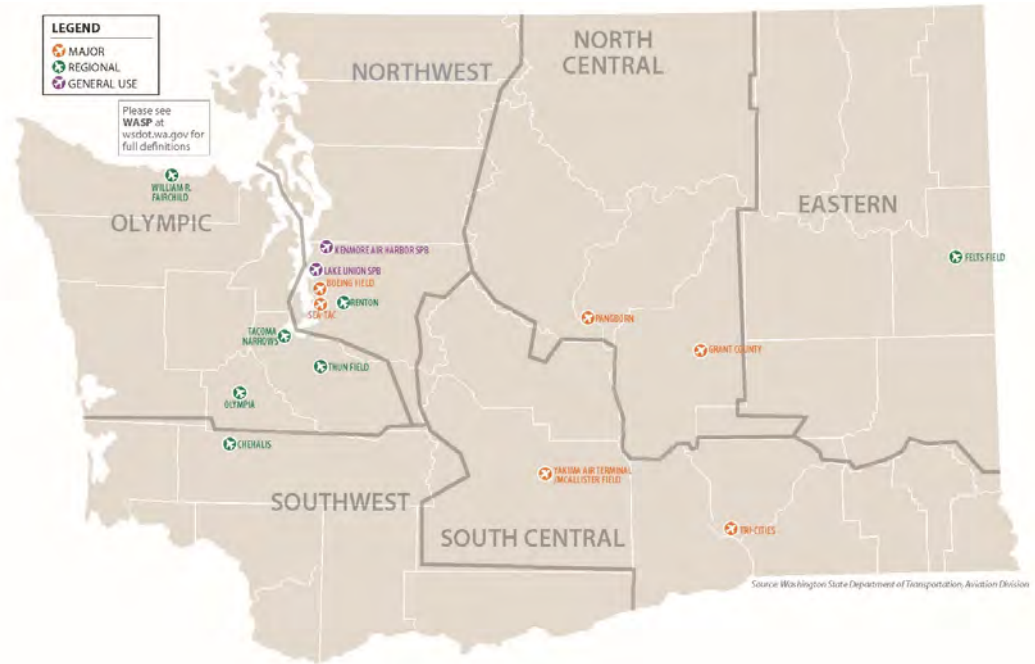 LEGEND
MAJOR
REGIONAL
GENERAL USE
Please see
WASP at
wsdot.wa.gov for
full definitions
NORTHWEST
NORTH
CENTRAL
WILLIAM R.
FAIRCHILD
OLYMPIC
EASTERN
KENMORE AIR HARBOR SPB
FELTS FIELD
LAKE UNION SPB
BOEING FIELD
RENTON
SEA-TAC
PANGBORN
TACOMA
NARROWS
GRANT COUNTY
THUN FIELD
OLYMPIA
CHEHALIS
YAKIMA AIR TERMINAL
/MCALLISTER FIELD
SOUTHWEST
SOUTH CENTRAL
TRI-CITIES
Source: Washington State Department of Transportation, Aviation Division